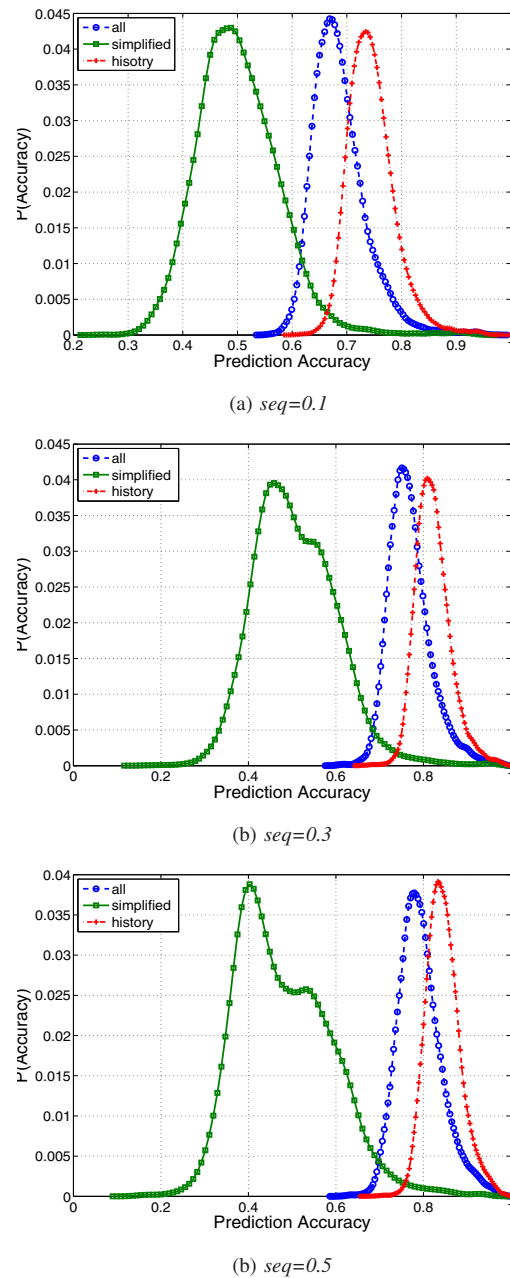 0.045
0.04
0.035
0.03
0.025
0.02
0.015
0.01
0.005
0
P(Accuracy)
all
simplified
hisotry
0.2 0.3 0.4 0.5 0.6 0.7 0.8 0.9
Prediction Accuracy
(a) seq=0.1
0.045
0.04
0.035
0.03
0.025
0.02
0.015
0.01
0.005
0
P(Accuracy)
all
simplified
history
0 0.2 0.4 0.6 0.8
Prediction Accuracy
(b) seq=0.3
0.04
0.035
0.03
0.025
0.02
0.015
0.01
0.005
0
P(Accuracy)
all
simplified
history
0 0.2 0.4 0.6 0.8
Prediction Accuracy
(b) seq=0.5